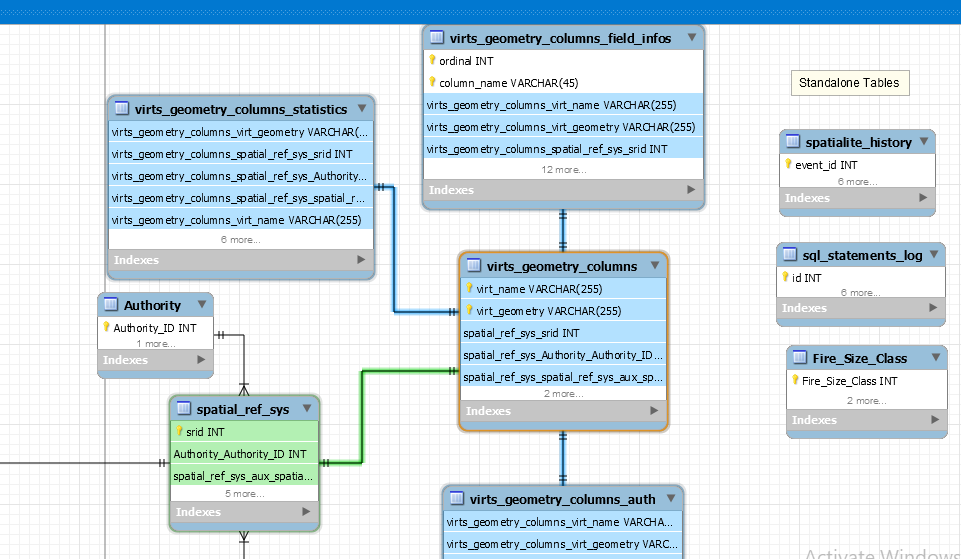 virts_geometry_columns_field_infos
ordinal INT
column_name VARCHAR(45)
virts_geometry_columns_virt_name VARCHAR(255)
virts_geometry_columns_virt_geometry VARCHAR(255)
virts_geometry_columns_spatial_ref_sys_srid INT
12 more...
Indexes
Standalone Tables
virts_geometry_columns_statistics
virts_geometry_columns_virt_geometry VARCHAR(...
virts_geometry_columns_spatial_ref_sys_srid INT
virts_geometry_columns_spatial_ref_sys_Authority...
virts_geometry_columns_spatial_ref_sys_spatial_r...
virts_geometry_columns_virt_name VARCHAR(255)
6 more...
Indexes
spatialite_history
event_id INT
6 more...
Indexes
virts_geometry_columns
virt_name VARCHAR(255)
virt_geometry VARCHAR(255)
spatial_ref_sys_srid INT
spatial_ref_sys_Authority_Authority_ID...
spatial_ref_sys_spatial_ref_sys_aux_sp...
2 more...
Indexes
sql_statements_log
id INT
6 more...
Indexes
Authority
Authority_ID INT
1 more...
Indexes
Fire_Size_Class
Fire_Size_Class INT
2 more...
Indexes
spatial_ref_sys
srid INT
Authority_Authority_ID INT
spatial_ref_sys_aux_spatia...
5 more...
Indexes
virts_geometry_columns_auth
virts_geometry_columns_virt_name VARCHA...
virts_geometry_columns_virt_geometry VARC...
Activate Windows